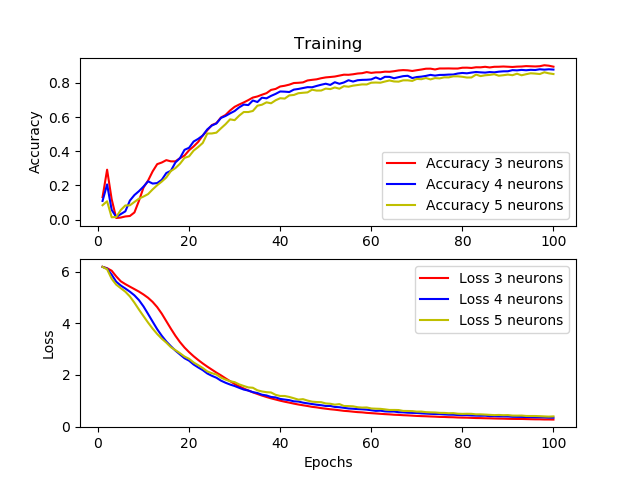 Training
Accuracy
0.8
0.6
0.4
0.2
0.0
Accuracy 3 neurons
Accuracy 4 neurons
Accuracy 5 neurons
0 20 40 60 80 100
Loss
6
4
2
0
Loss 3 neurons
Loss 4 neurons
Loss 5 neurons
0 20 40 60 80 100
Epochs